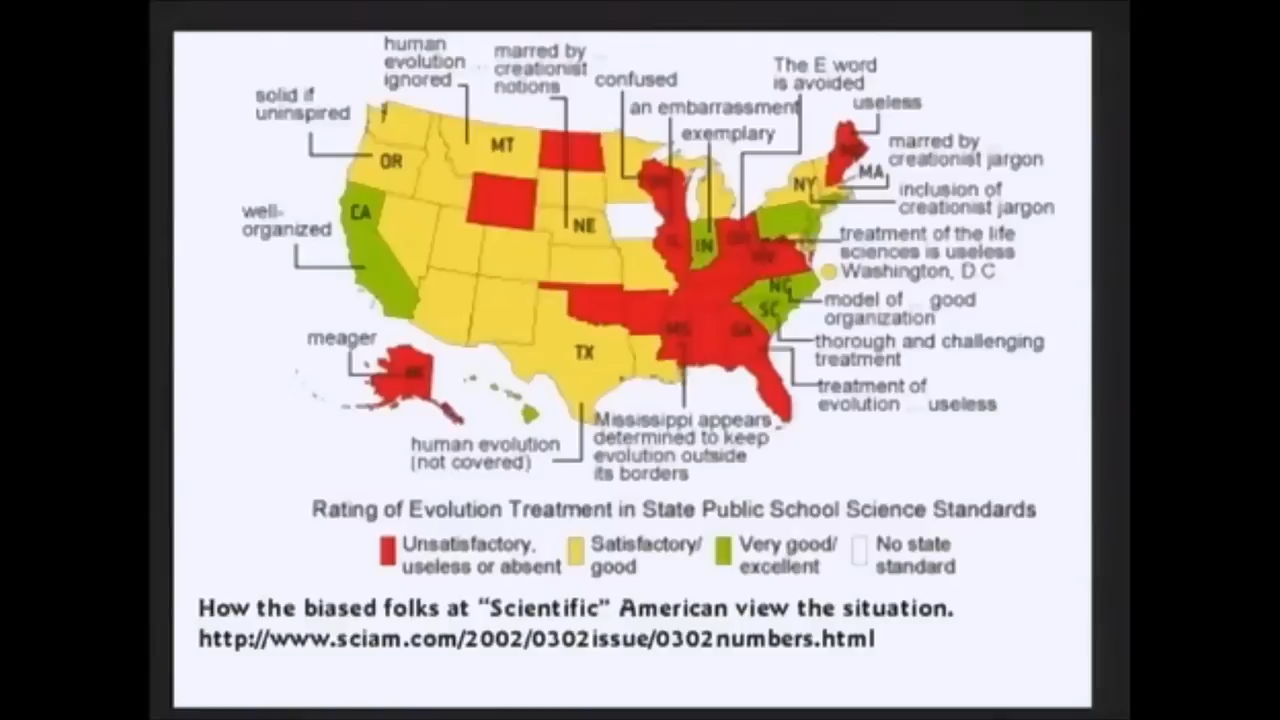 human
evolution
ignored
marred by
creationist
notions
confused
The E word
is avoided
solid if
uninspired
an embarrassment
useless
exemplary
marred by
creationist jargon
MT
OR
MA
NY
inclusion of
creationist jargon
well-
organized
CA
NE
IN
treatment of the life
sciences is useless
Washington, D C
NC
SC
model of good
organization
meager
MS
GA
thorough and challenging
treatment
TX
treatment of
evolution useless
human evolution
(not covered)
Mississippi appears
determined to keep
evolution outside
its borders
Rating of Evolution Treatment in State Public School Science Standards
Unsatisfactory,
useless or absent
Satisfactory/
good
Very good/
excellent
No state
standard
How the biased folks at “Scientific” American view the situation.
http://www.sciam.com/2002/0302issue/0302numbers.html